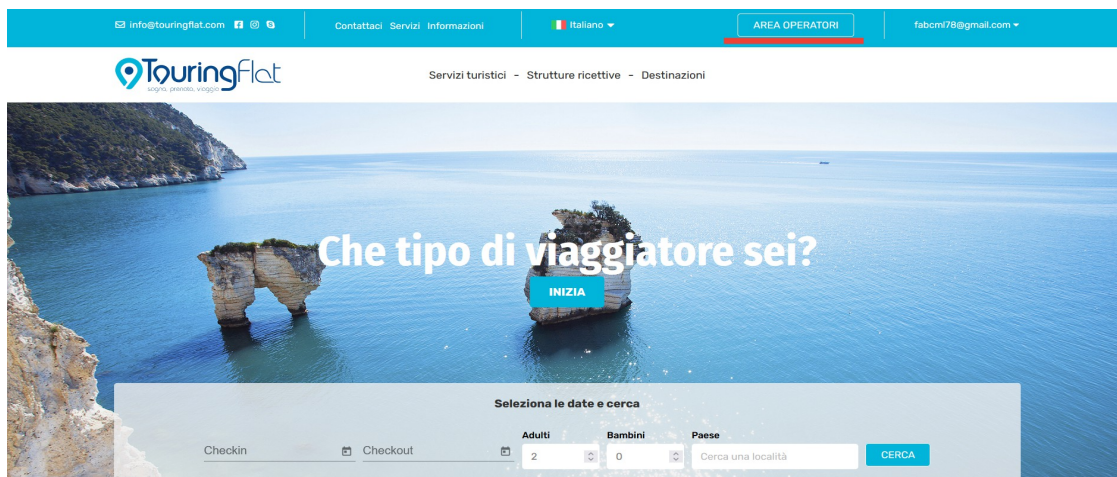 info@touringflat.com
Contattaci Servizi Informazioni
Italiano
AREA OPERATORI
fabcml78@gmail.com
TouringFlat
sogna, prenota, viaggia
Servizi turistici - Strutture ricettive - Destinazioni
Che tipo di viaggiatore sei?
INIZIA
Seleziona le date e cerca
Adulti Bambini Paese
Checkin Checkout 2 0 Cerca una località CERCA